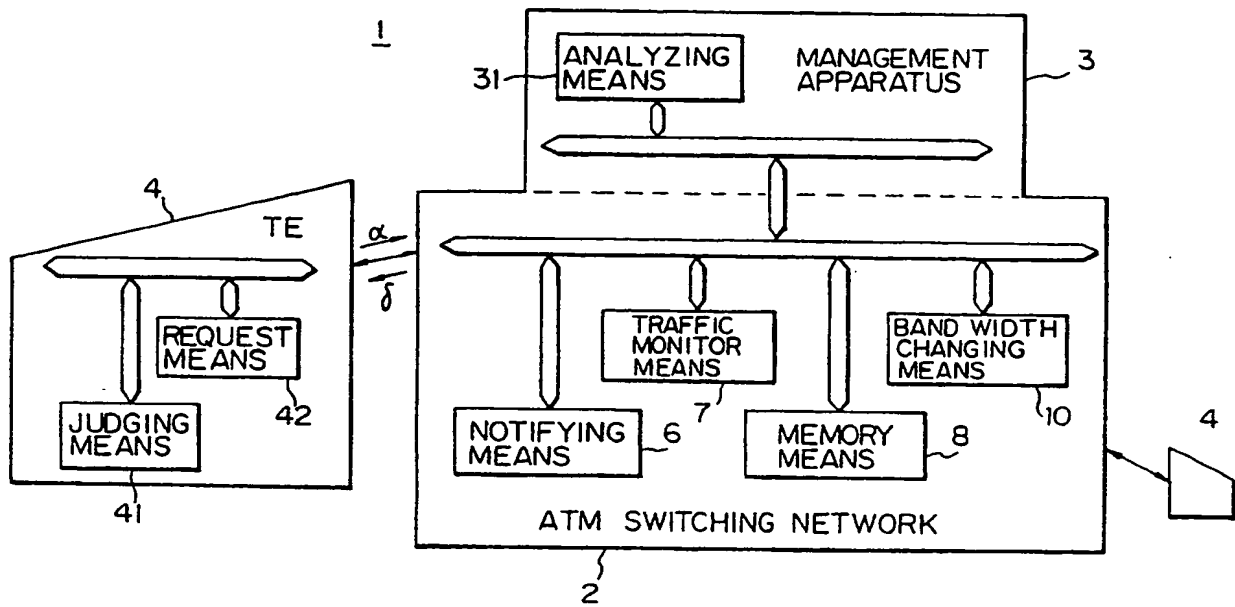 1
ANALYZING
MEANS
31
MANAGEMENT
APPARATUS
3
4
TE
α
δ
REQUEST
MEANS
42
JUDGING
MEANS
41
TRAFFIC
MONITOR
MEANS
7
BAND WIDTH
CHANGING
MEANS
10
NOTIFYING
MEANS
6
MEMORY
MEANS
8
4
ATM SWITCHING NETWORK
2